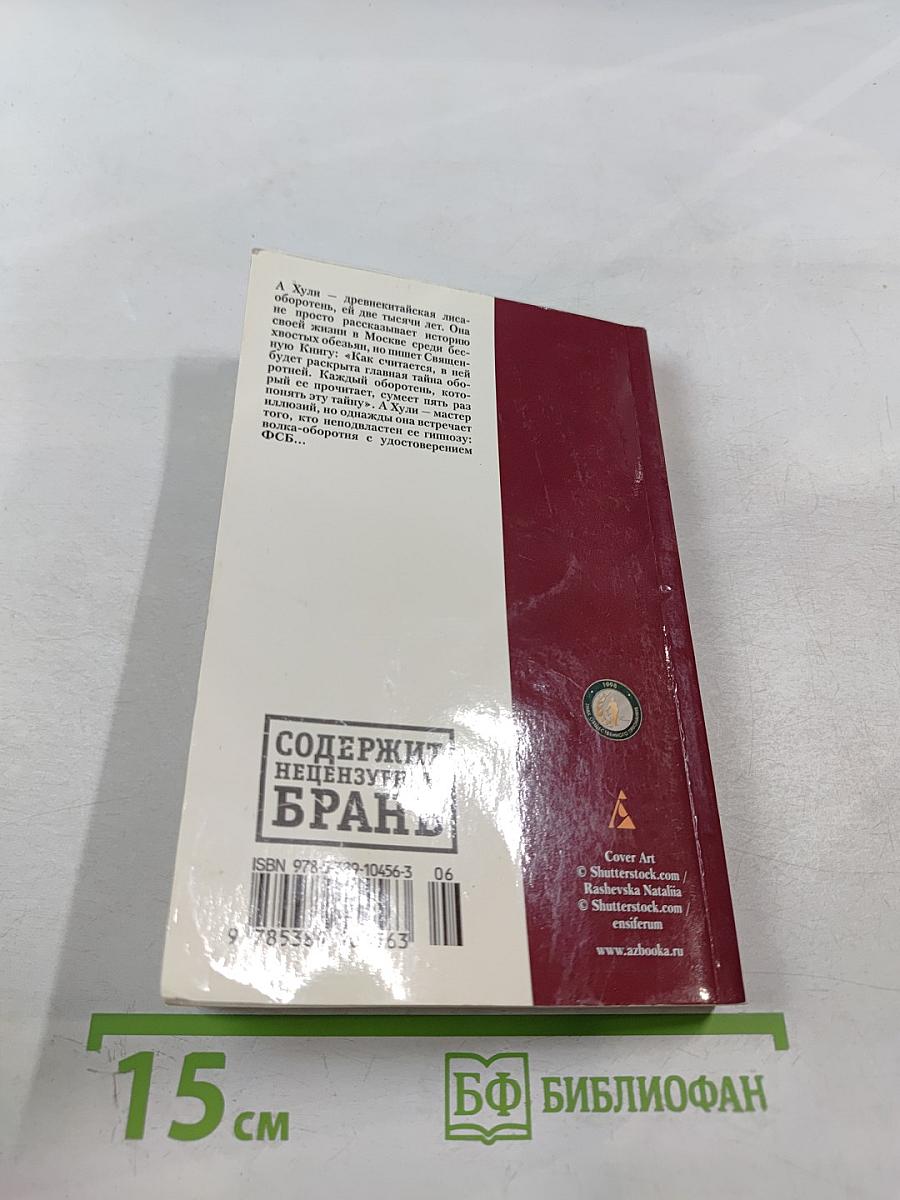 А Хули — древнекитайская лиса-
оборотень, ей две тысячи лет. Она
не просто рассказывает историю
своей жизни в Москве среди бес-
хвостых обезьян, но пишет Священ-
ную Книгу: «Как считается, в ней
будет раскрыта главная тайна обо-
ротней. Каждый оборотень, кото-
рый ее прочитает, сумеет пять раз
понять эту тайну». А Хули — мастер
иллюзий, но однажды она встречает
того, кто неподвластен ее гипнозу:
волка-оборотня с удостоверением
ФСБ...
СОДЕРЖИТ
БРАНЬ
ISBN
06
1998
Cover Art
© Shutterstock.com /
Rashevska Nataliia
© Shutterstock.com
ensiferum
www.azbooka.ru
15 см
БФ БИБЛИОФАН